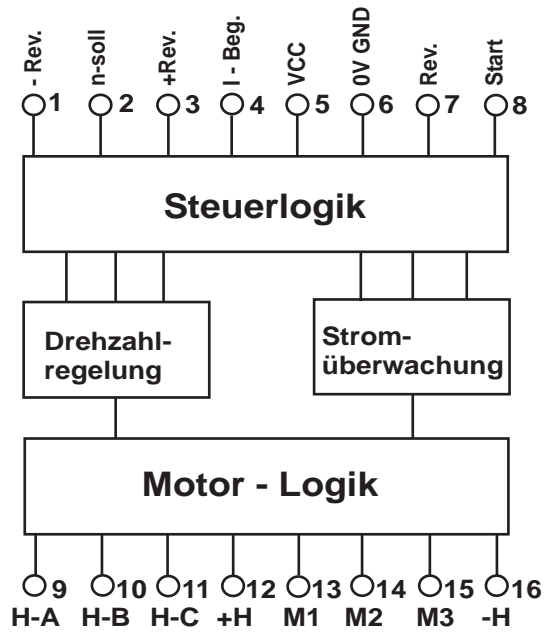 - Rev. n-soll +Rev. I - Beg. VCC 0V GND Rev. Start
1 2 3 4 5 6 7 8
Steuerlogik
Drehzahl-
regelung
Strom-
überwachung
Motor - Logik
9 10 11 12 13 14 15 16
H-A H-B H-C +H M1 M2 M3 -H